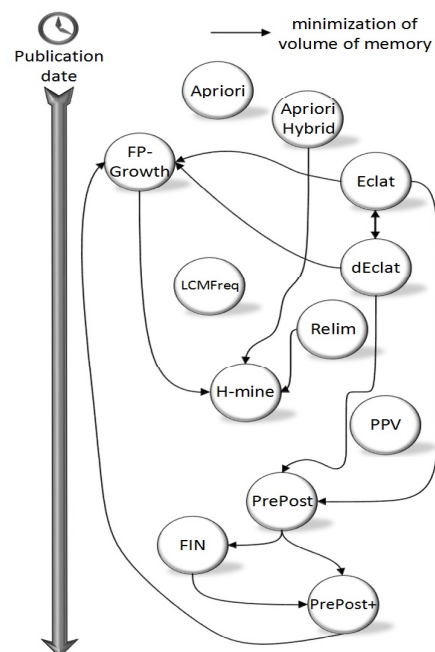 Publication
date
minimization of
volume of memory
Apriori
Apriori
Hybrid
FP-
Growth
Eclat
dEclat
LCMFreq
Relim
H-mine
PPV
PrePost
FIN
PrePost+